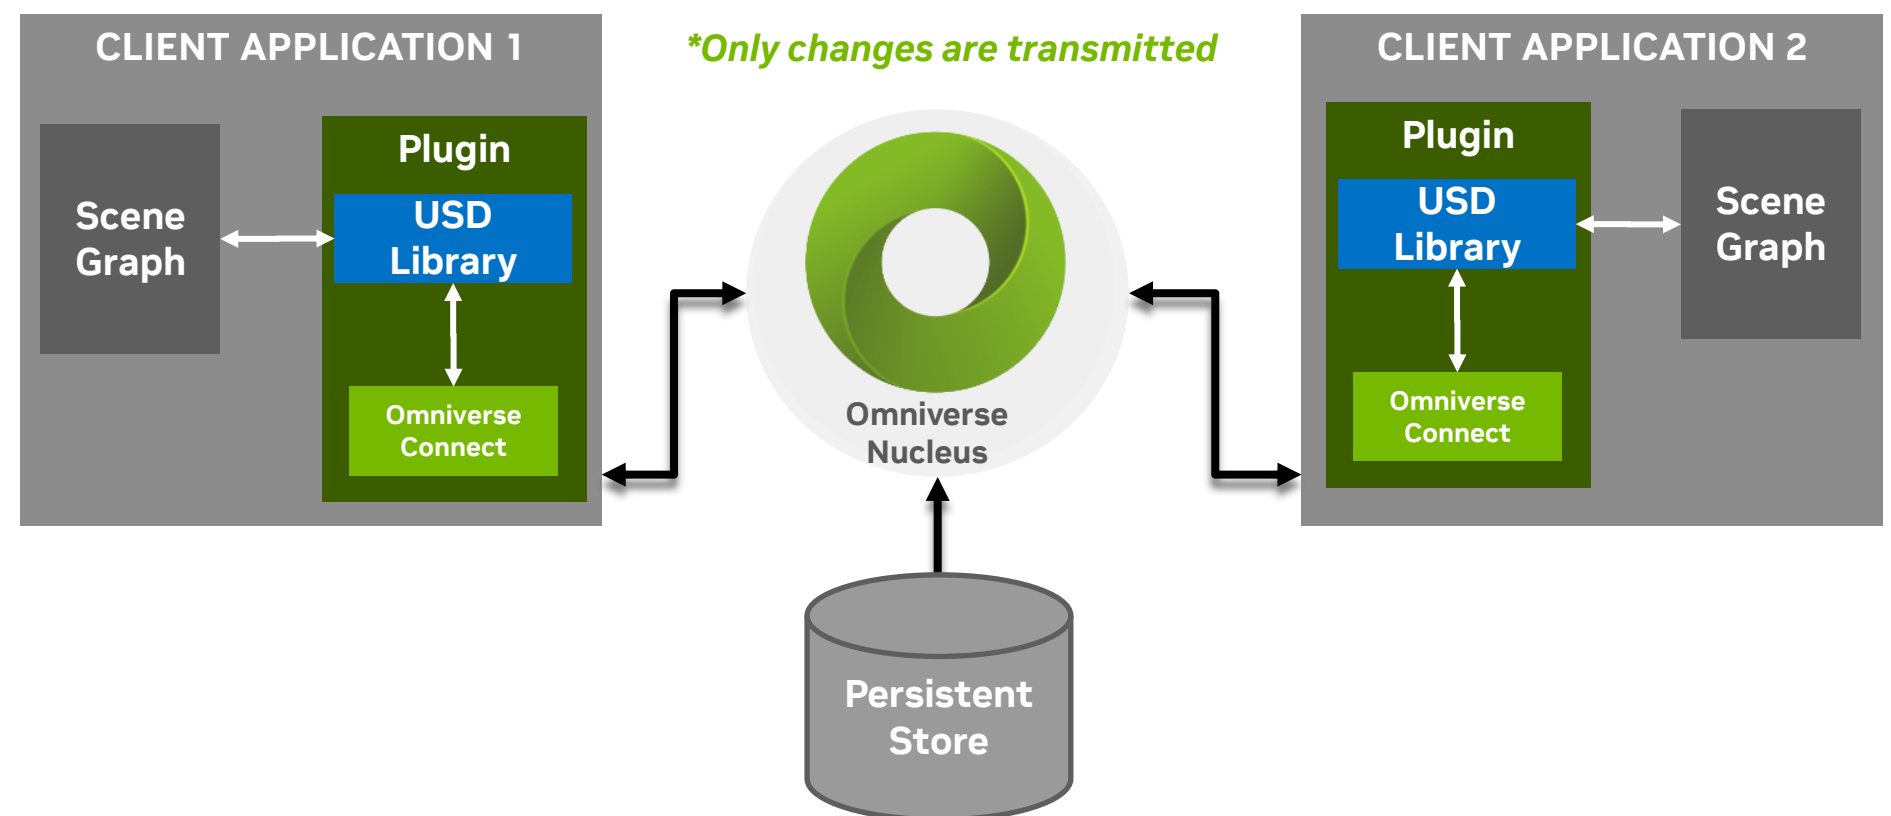 CLIENT APPLICATION 1
Scene
Graph
Plugin
USD
Library
Omniverse
Connect
*Only changes are transmitted
Omniverse
Nucleus
Persistent
Store
CLIENT APPLICATION 2
Plugin
USD
Library
Omniverse
Connect
Scene
Graph